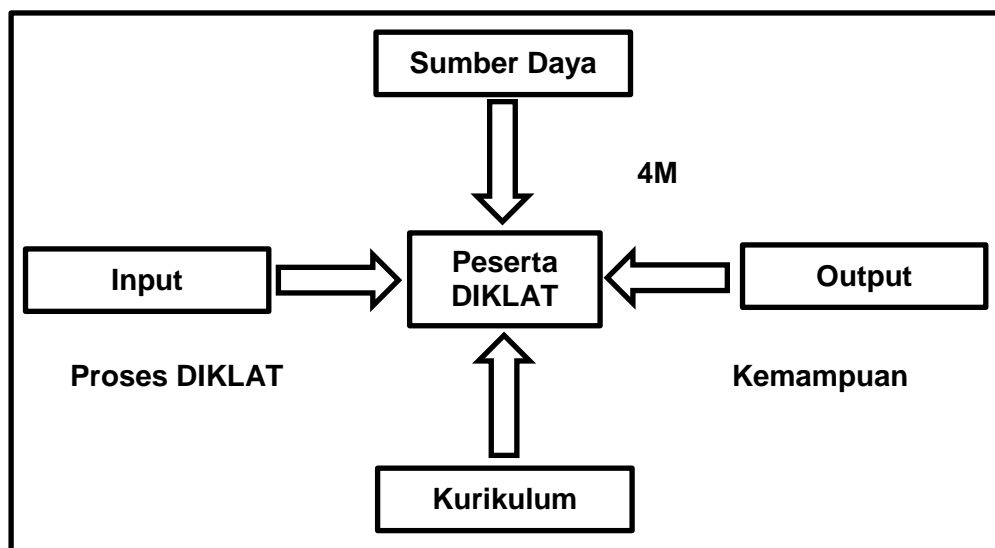 Sumber Daya
4M
Input
Peserta
DIKLAT
Output
Proses DIKLAT
Kemampuan
Kurikulum